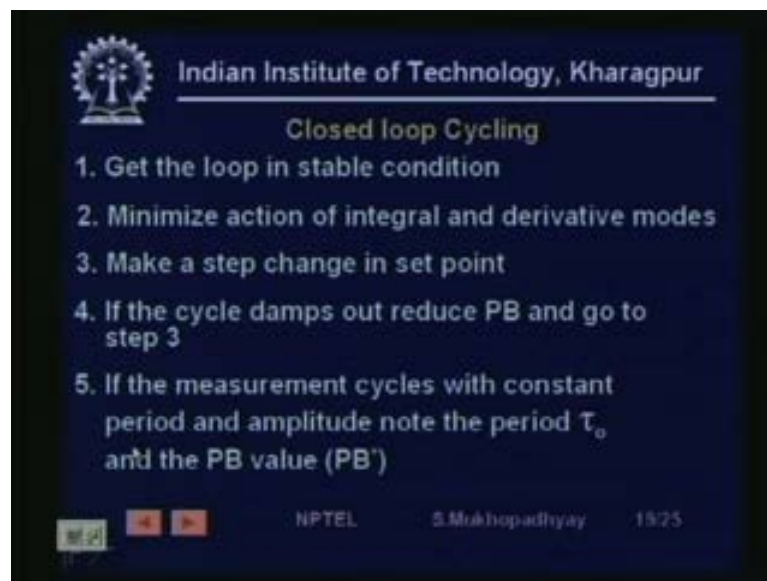 Indian Institute of Technology, Kharagpur
Closed loop Cycling
1. Get the loop in stable condition
2. Minimize action of integral and derivative modes
3. Make a step change in set point
4. If the cycle damps out reduce PB and go to
step 3
5. If the measurement cycles with constant
period and amplitude note the period τₒ
and the PB value (PB*)
NPTEL S.Mukhopadhyay 19/25